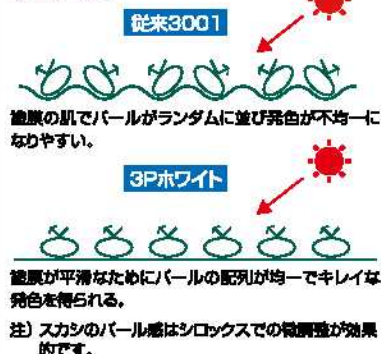 従来3001
塗膜の肌でパールがランダムに並び発色が不均一に
なりやすい。
3Pホワイト
塗膜が平滑なためにパールの配列が均一でキレイな
発色を得られる。
注）スカシのパール感はシロックスでの微調整が効果
的です。